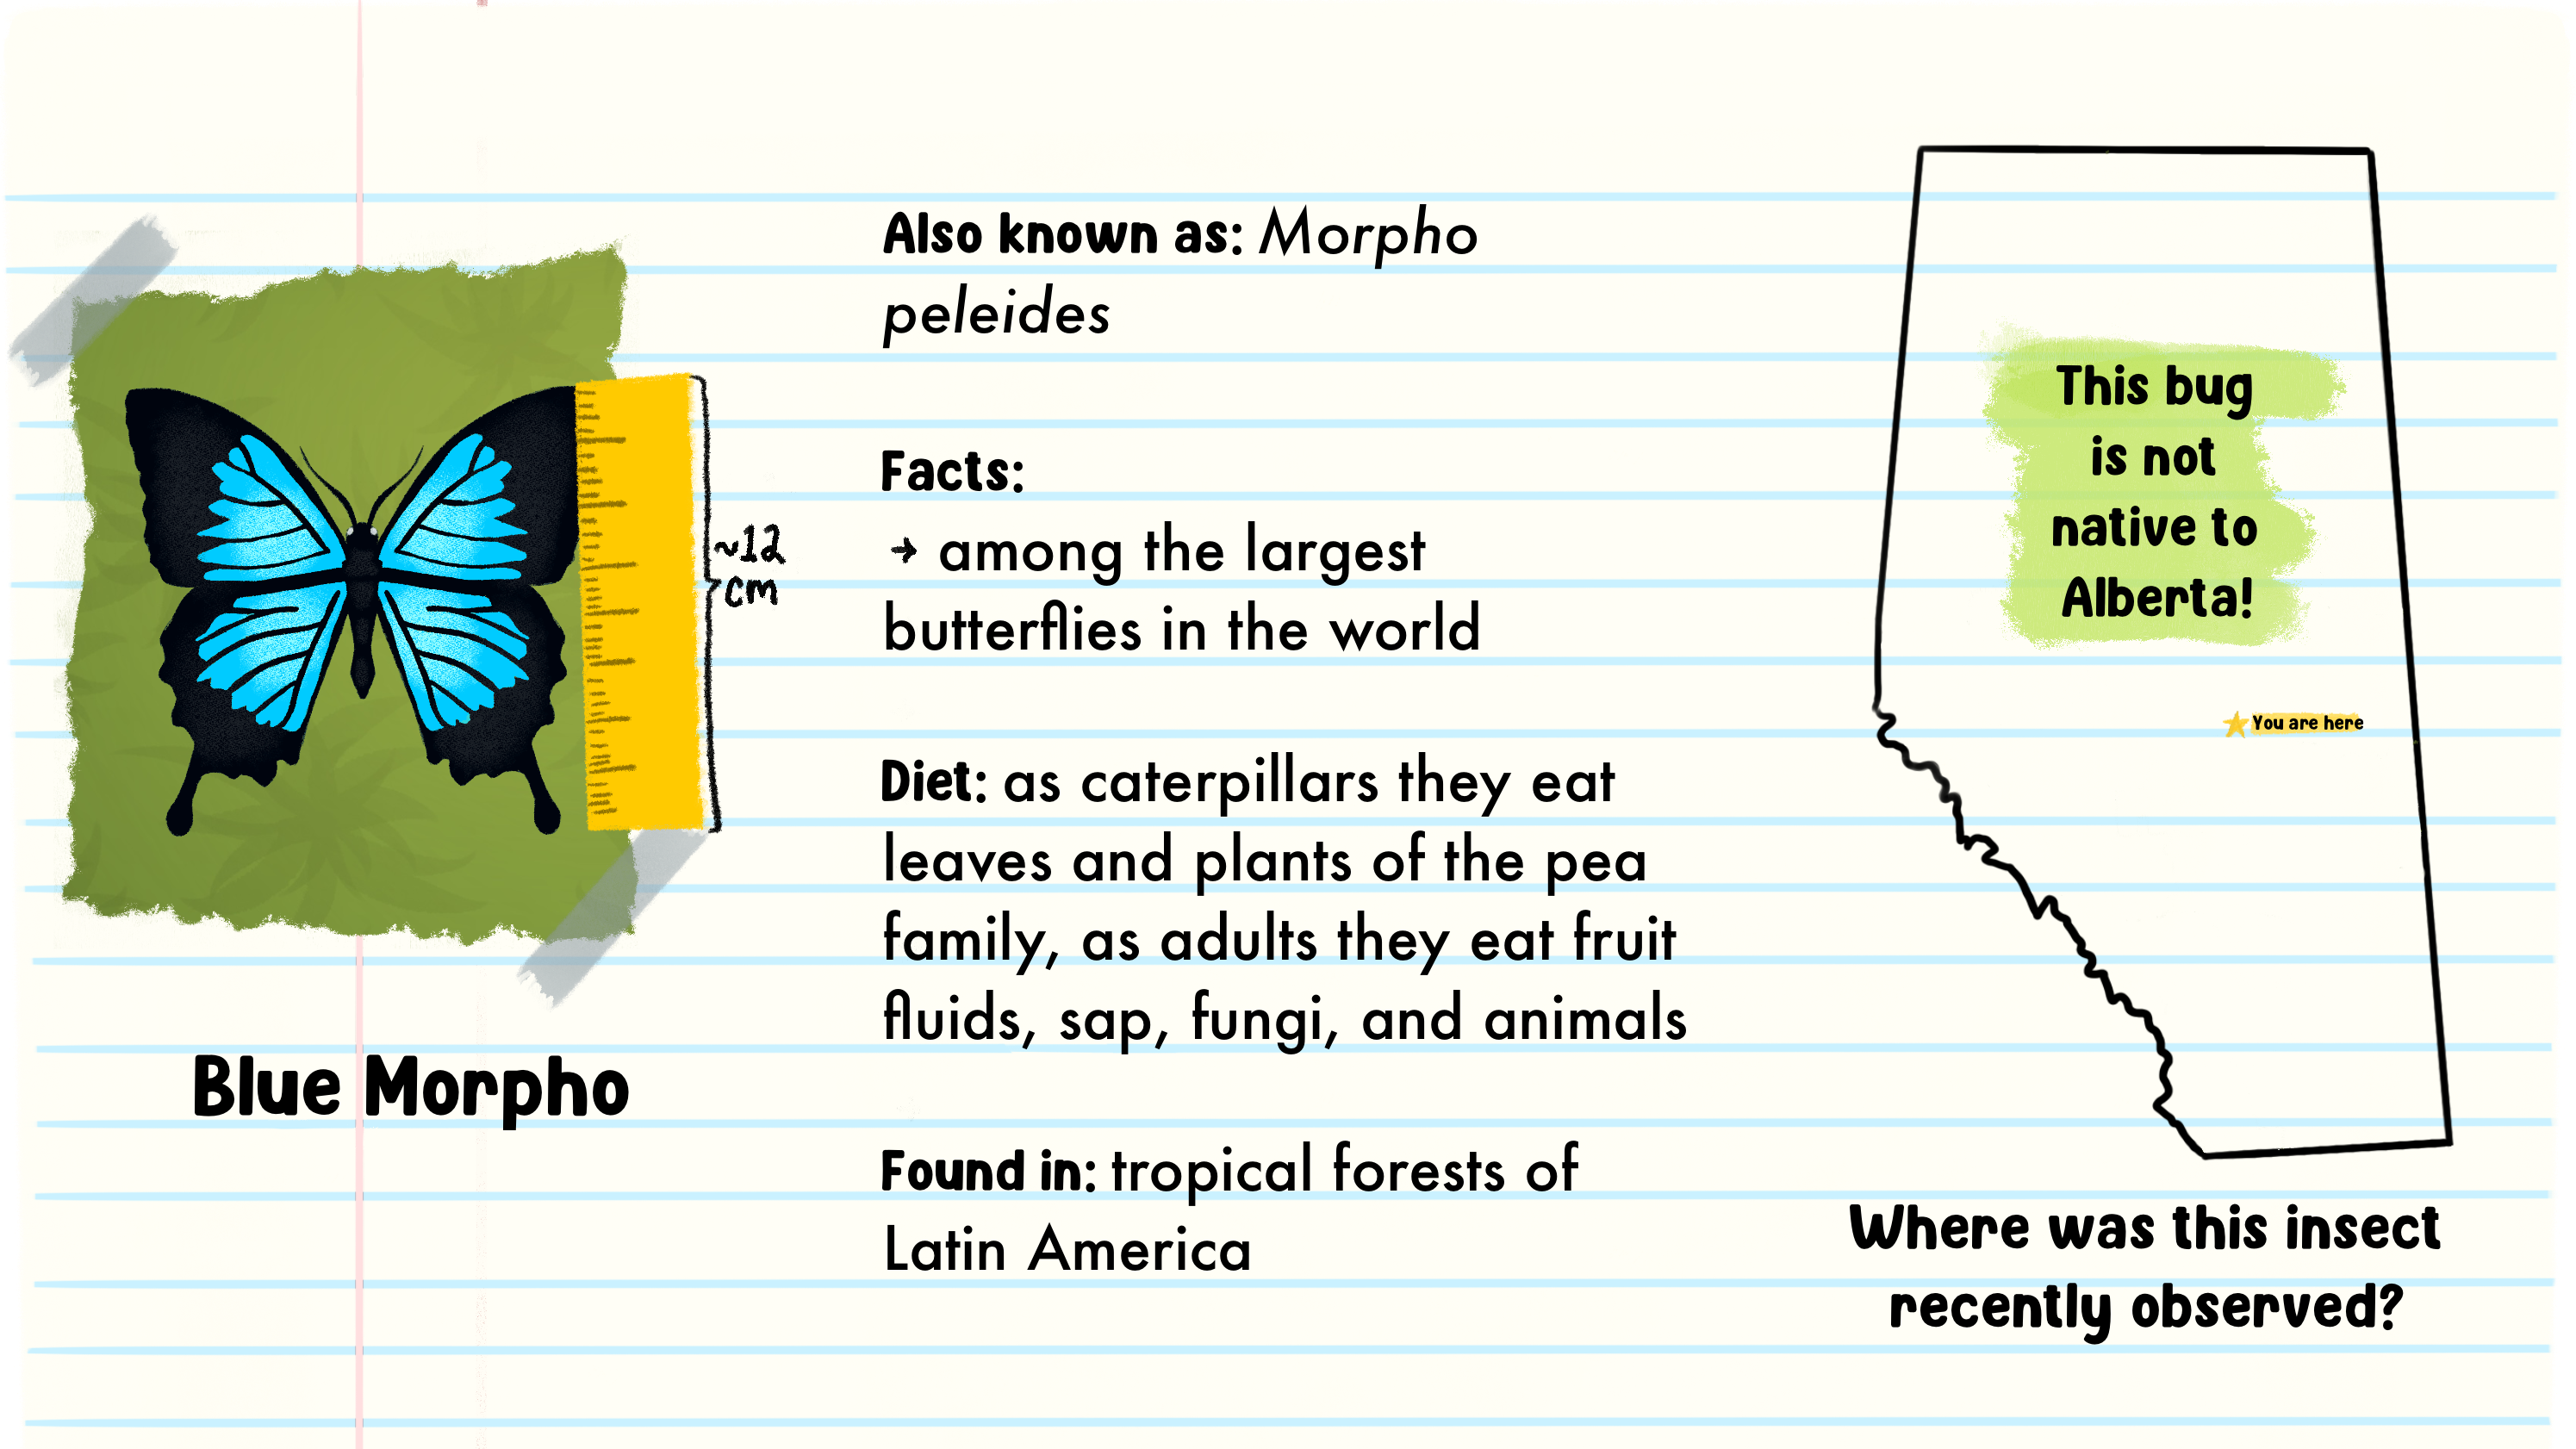 ~12
cm
Blue Morpho
Also known as: Morpho
peleides
Facts:
→ among the largest
butterflies in the world
Diet: as caterpillars they eat
leaves and plants of the pea
family, as adults they eat fruit
fluids, sap, fungi, and animals
Found in: tropical forests of
Latin America
This bug
is not
native to
Alberta!
You are here
Where was this insect
recently observed?